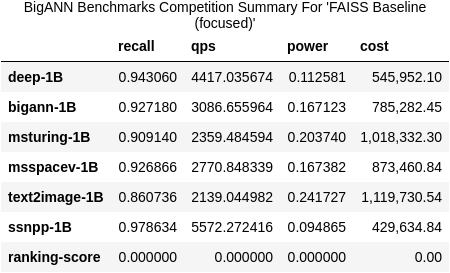 BigANN Benchmarks Competition Summary For 'FAISS Baseline
(focused)'
recall qps power cost
deep-1B 0.943060 4417.035674 0.112581 545,952.10
bigann-1B 0.927180 3086.655964 0.167123 785,282.45
msturing-1B 0.909140 2359.484594 0.203740 1,018,332.30
msspacev-1B 0.926866 2770.848339 0.167382 873,460.84
text2image-1B 0.860736 2139.044982 0.241727 1,119,730.54
ssnpp-1B 0.978634 5572.272416 0.094865 429,634.84
ranking-score 0.000000 0.000000 0.000000 0.00